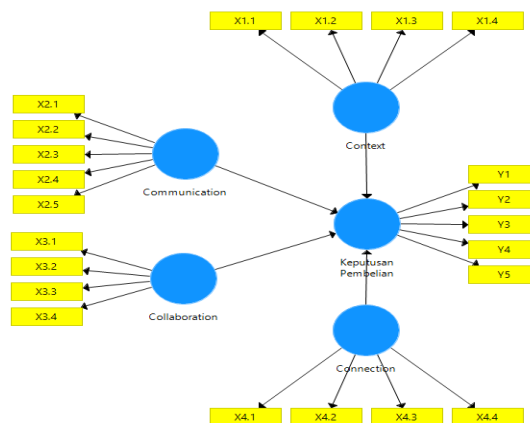 X1.1 X1.2 X1.3 X1.4
Context
X2.1
X2.2
X2.3
X2.4
X2.5
Communication
Y1
Y2
Y3
Y4
Y5
Keputusan
Pembelian
X3.1
X3.2
X3.3
X3.4
Collaboration
Connection
X4.1 X4.2 X4.3 X4.4